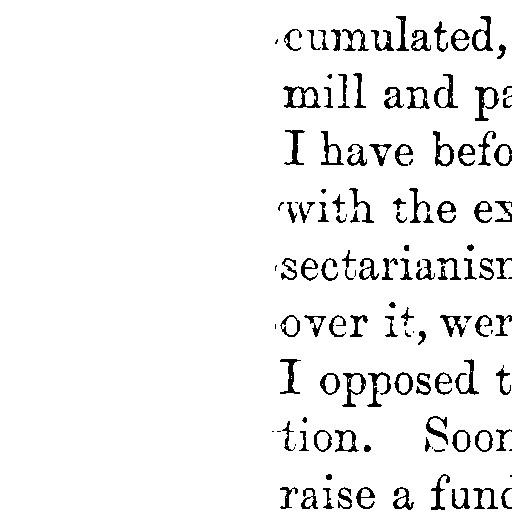 cumulated,
mill and pa
I have befo
with the ex
sectarianism
over it, wer
I opposed t
tion. Soon
raise a fund